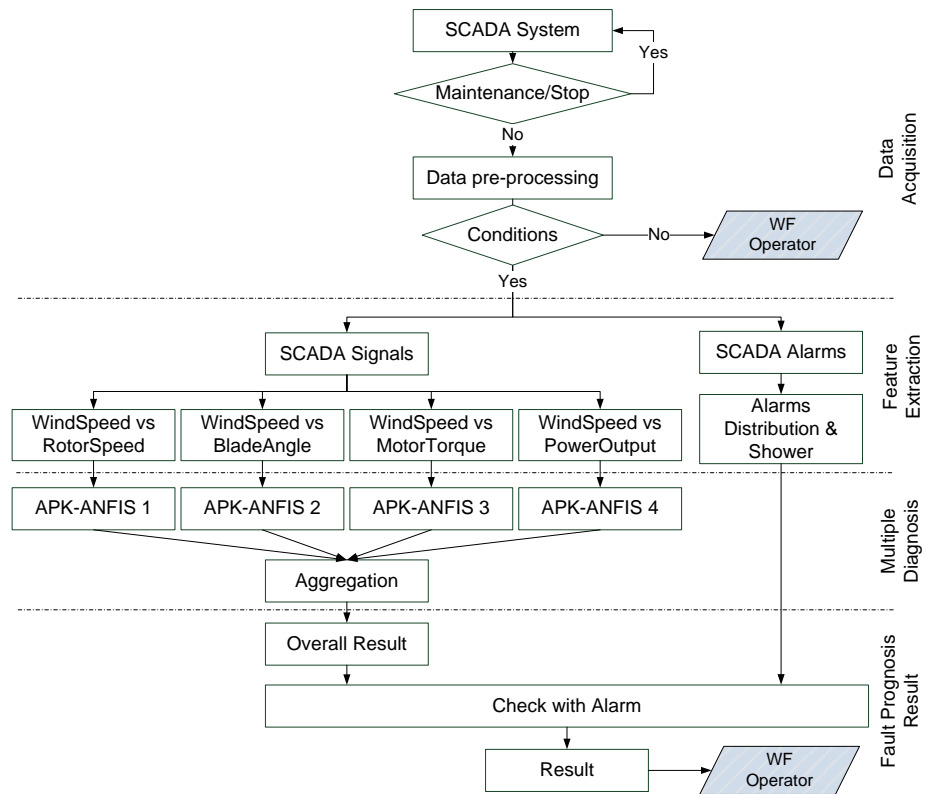 SCADA System
Yes
Maintenance/Stop
No
Data pre-processing
Conditions
No
WF
Operator
Yes
Data
Acquisition
SCADA Signals
SCADA Alarms
WindSpeed vs
RotorSpeed
WindSpeed vs
BladeAngle
WindSpeed vs
MotorTorque
WindSpeed vs
PowerOutput
Alarms
Distribution &
Shower
Feature
Extraction
APK-ANFIS 1
APK-ANFIS 2
APK-ANFIS 3
APK-ANFIS 4
Aggregation
Multiple
Diagnosis
Overall Result
Check with Alarm
Result
WF
Operator
Fault Prognosis
Result